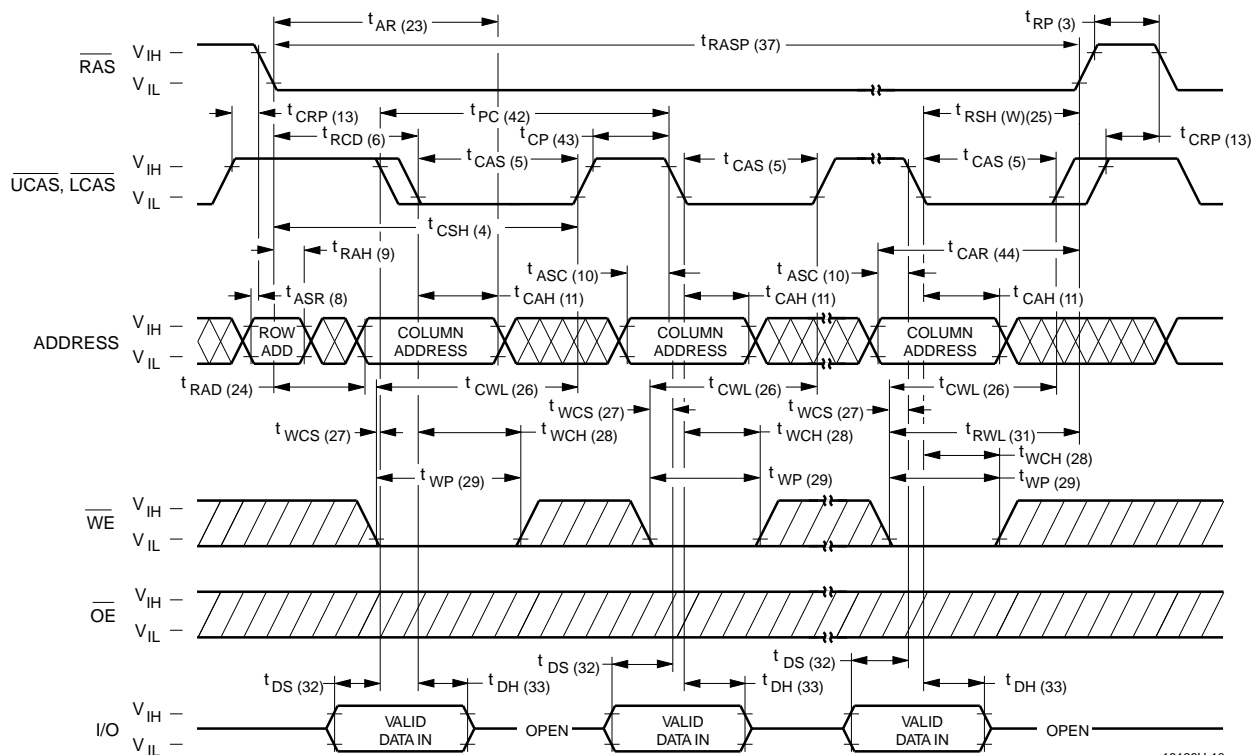 t AR (23)
t RP (3)
t RASP (37)
RAS
V IH
V IL
t CRP (13)
t PC (42)
t RSH (W)(25)
t RCD (6)
t CP (43)
t CRP (13)
t CAS (5)
t CAS (5)
t CAS (5)
UCAS, LCAS
V IH
V IL
t CSH (4)
t RAH (9)
t CAR (44)
t ASC (10)
t ASC (10)
t ASR (8)
t CAH (11)
t CAH (11)
t CAH (11)
ADDRESS
V IH
V IL
ROW ADD
COLUMN ADDRESS
COLUMN ADDRESS
COLUMN ADDRESS
t RAD (24)
t CWL (26)
t CWL (26)
t CWL (26)
t WCS (27)
t WCS (27)
t WCS (27)
t WCH (28)
t WCH (28)
t RWL (31)
t WCH (28)
t WP (29)
t WP (29)
t WP (29)
WE
V IH
V IL
OE
V IH
V IL
t DS (32)
t DS (32)
t DS (32)
t DH (33)
t DH (33)
t DH (33)
I/O
V IH
V IL
VALID DATA IN
OPEN
VALID DATA IN
VALID DATA IN
OPEN